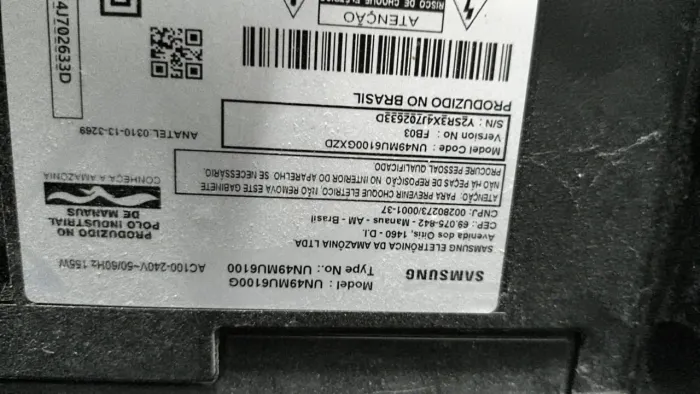 SAMSUNG
Model : UN49MU6100G
Type No.: UN49MU6100
AC100-240V~50/60Hz 155W
SAMSUNG ELETRÔNICA DA AMAZÔNIA LTDA.
Avenida dos Oitis, 1460 - D.I.
CEP: 69.075-842 - Manaus - AM - Brasil
CNPJ: 00280273/0001-37
PRODUZIDO NO
POLO INDUSTRIAL
DE MANAUS
CONHEÇA A AMAZÔNIA
ATENÇÃO: PARA PREVENIR CHOQUE ELÉTRICO NÃO REMOVA ESTE GABINETE
NÃO HÁ PEÇAS DE REPOSIÇÃO NO INTERIOR DO APARELHO SE NECESSÁRIO,
PROCURE PESSOAL QUALIFICADO
Model Code : UN49MU6100GXZD
Version No : FB03
S/N : Y2SR3X4J702633D
ANATEL 0310-13-3269
PRODUZIDO NO BRASIL
ATENÇÃO
RISCO DE CHOQUE ELÉTRICO
4J702633D